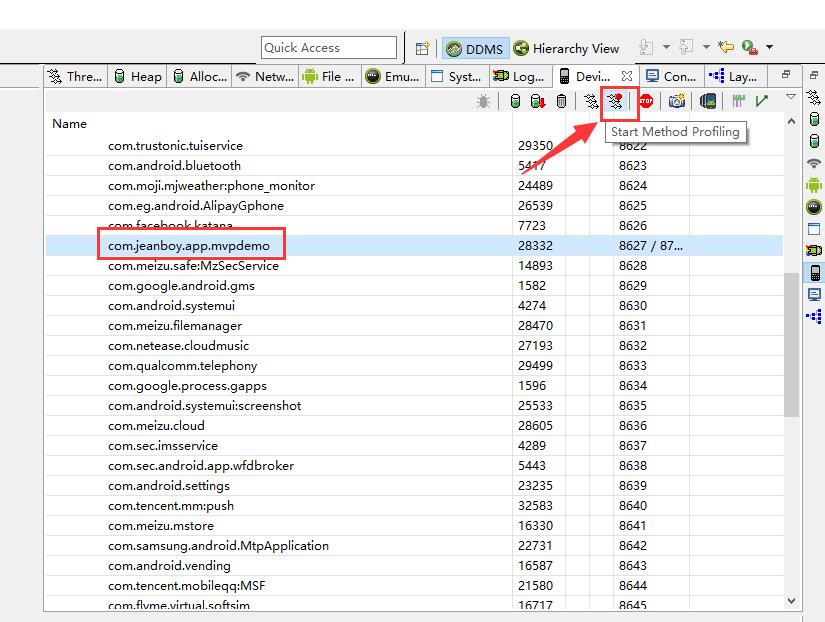 Quick Access
DDMS
Hierarchy View
Thre... Heap Alloc... Netw... File ... Emu... Syst... Log... Devi... Con... Lay...
STOP
Name
Start Method Profiling
com.trustonic.tuiservice 29350 8622
com.android.bluetooth 5417 8623
com.moji.mjweather:phone_monitor 24489 8624
com.eg.android.AlipayGphone 26539 8625
com.facebook.katana 7723 8626
com.jeanboy.app.mvpdemo 28332 8627 / 87...
com.meizu.safe:MzSecService 14893 8628
com.google.android.gms 1582 8629
com.android.systemui 4274 8630
com.meizu.filemanager 28470 8631
com.netease.cloudmusic 27193 8632
com.qualcomm.telephony 29499 8633
com.google.process.gapps 1596 8634
com.android.systemui:screenshot 25533 8635
com.meizu.cloud 28605 8636
com.sec.imsservice 4289 8637
com.sec.android.app.wfdbroker 5443 8638
com.android.settings 23235 8639
com.tencent.mm:push 32583 8640
com.meizu.mstore 16330 8641
com.samsung.android.MtpApplication 22731 8642
com.android.vending 16587 8643
com.tencent.mobileqq:MSF 21580 8644
com.flyme.virtual.softsim 16717 8645